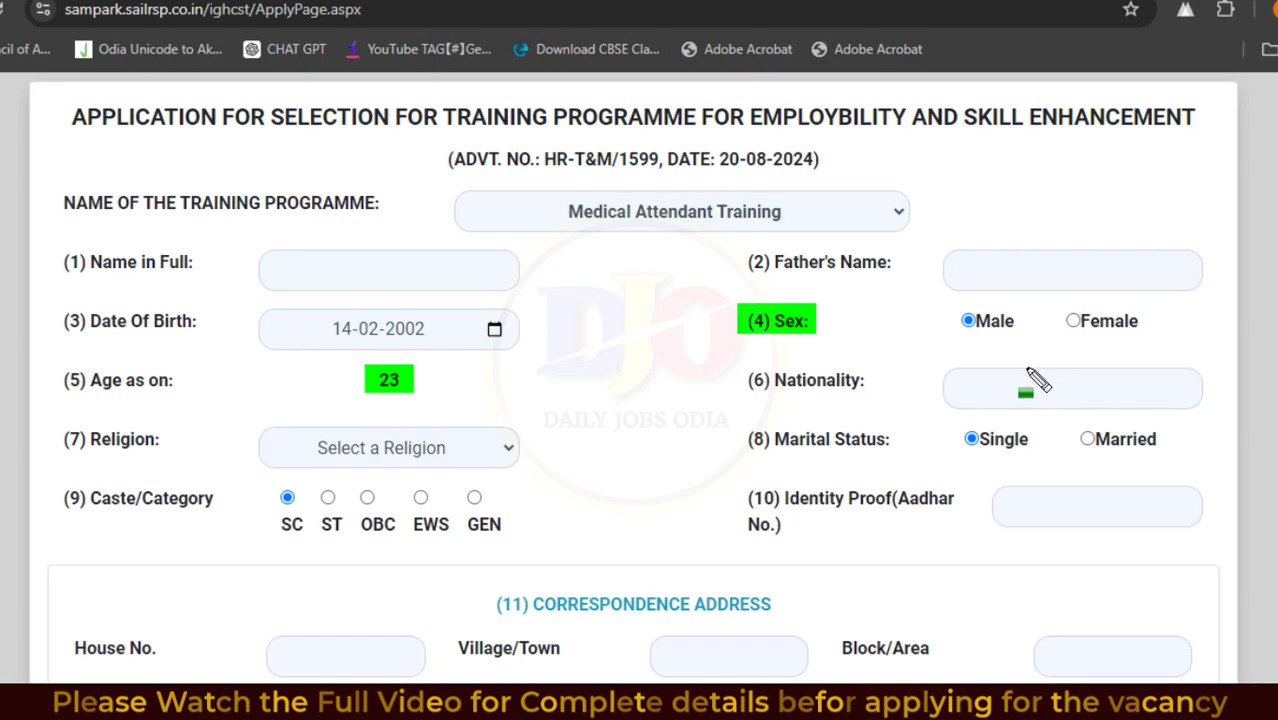 sampark.sailrsp.co.in/ighcst/ApplyPage.aspx
cil of A... Odia Unicode to Ak... CHAT GPT YouTube TAG【#】Ge... Download CBSE Cla... Adobe Acrobat Adobe Acrobat
APPLICATION FOR SELECTION FOR TRAINING PROGRAMME FOR EMPLOYBILITY AND SKILL ENHANCEMENT
(ADVT. NO.: HR-T&M/1599, DATE: 20-08-2024)
NAME OF THE TRAINING PROGRAMME: Medical Attendant Training
(1) Name in Full: (2) Father's Name:
(3) Date Of Birth: 14-02-2002 (4) Sex: Male Female
(5) Age as on: 23 (6) Nationality:
DJO
DAILY JOBS ODIA
(7) Religion: Select a Religion (8) Marital Status: Single Married
(9) Caste/Category SC ST OBC EWS GEN (10) Identity Proof(Aadhar
No.)
(11) CORRESPONDENCE ADDRESS
House No. Village/Town Block/Area
Please Watch the Full Video for Complete details befor applying for the vacancy